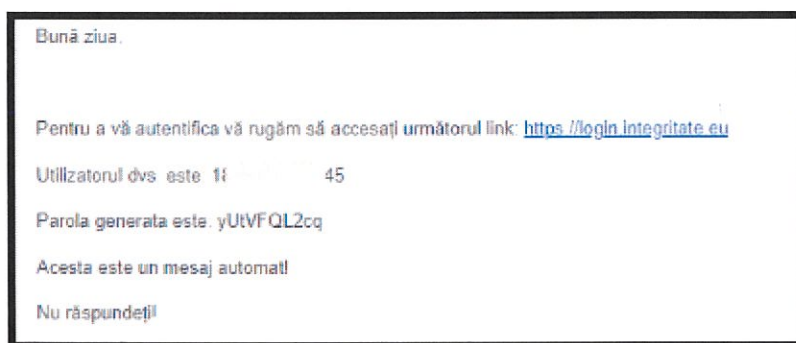 Bună ziua.
Pentru a vă autentifica vă rugăm să accesați următorul link: https://login.integritate.eu
Utilizatorul dvs este 18 45
Parola generata este. yUtVFQL2cq
Acesta este un mesaj automat!
Nu răspundeți!